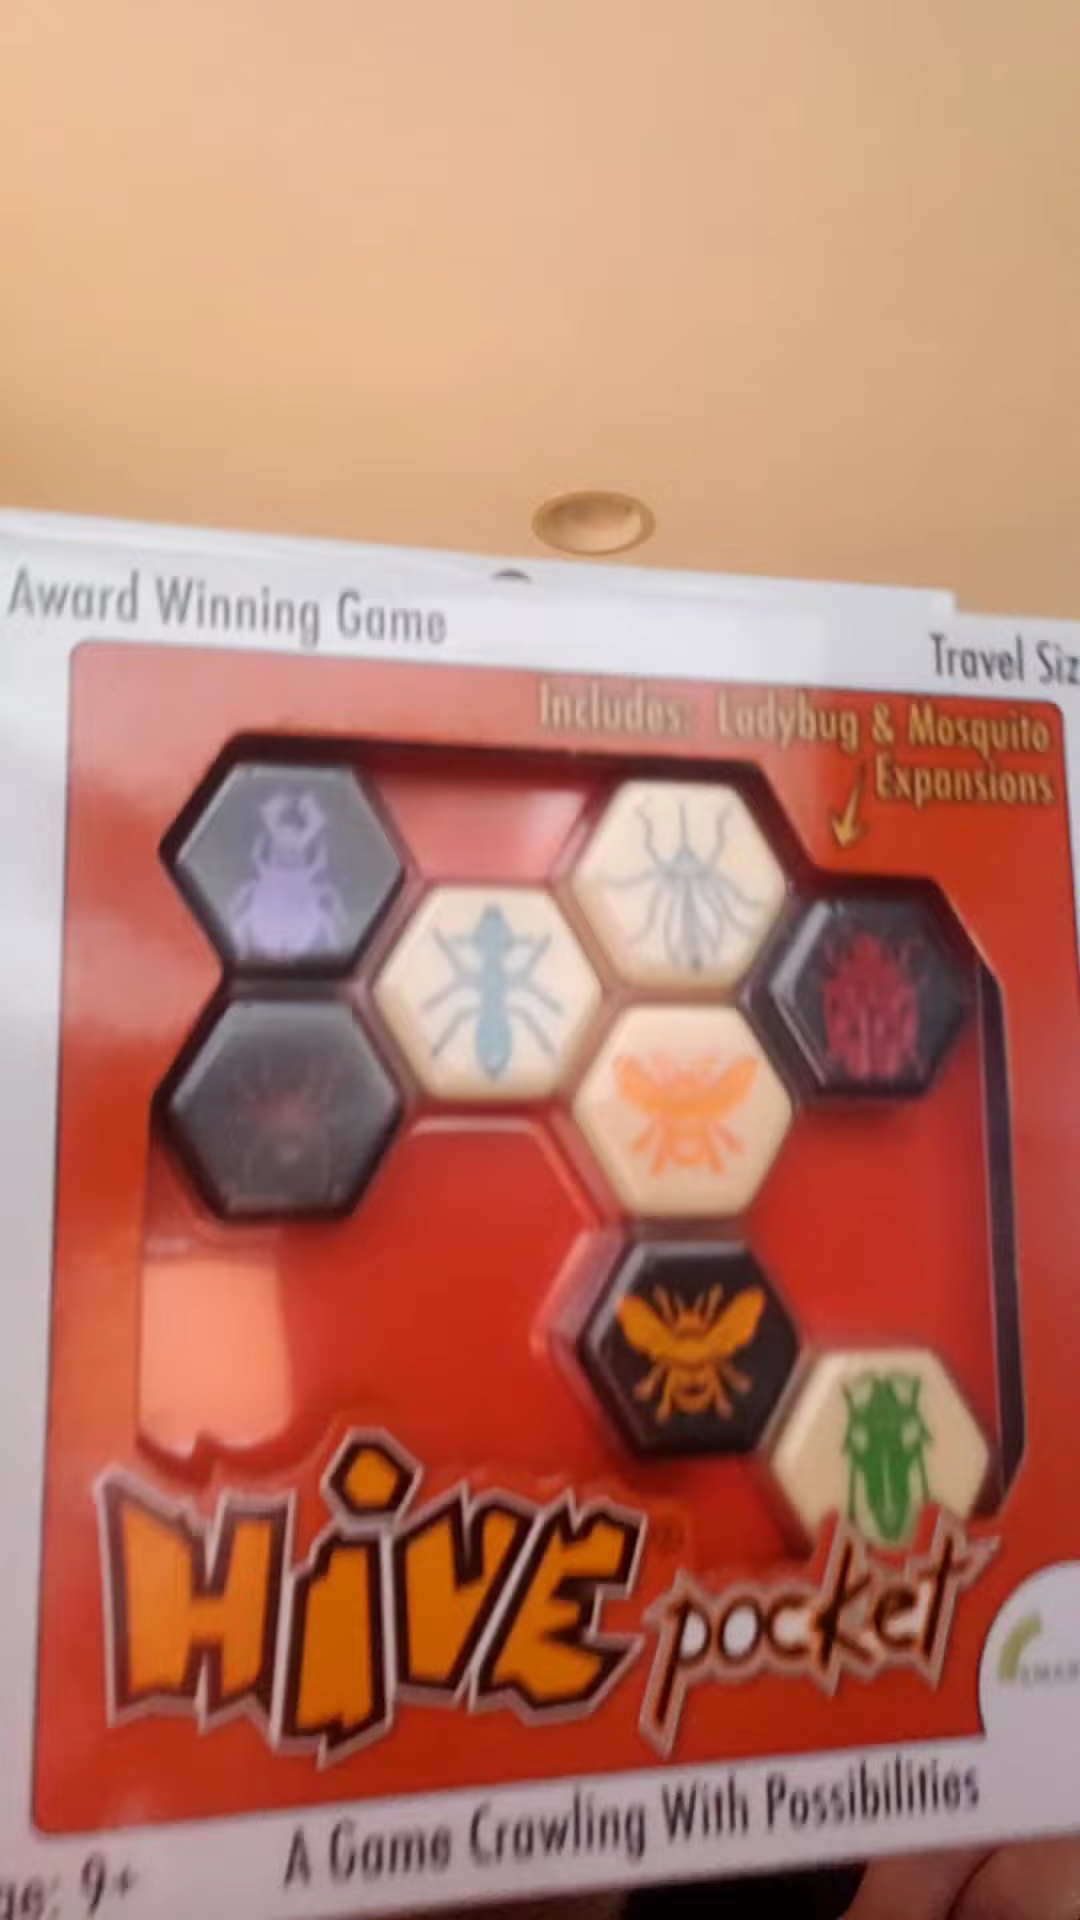 Award Winning Game
Travel Siz
Includes: Ladybug & Mosquito
Expansions
HIVE pocket
A Game Crawling With Possibilities
ge: 9+